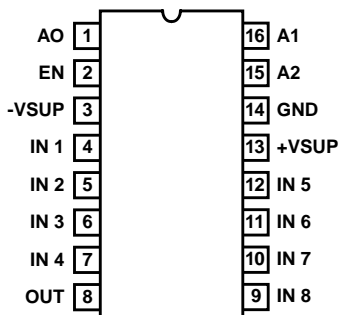 AO 1 16 A1
EN 2 15 A2
-VSUP 3 14 GND
IN 1 4 13 +VSUP
IN 2 5 12 IN 5
IN 3 6 11 IN 6
IN 4 7 10 IN 7
OUT 8 9 IN 8